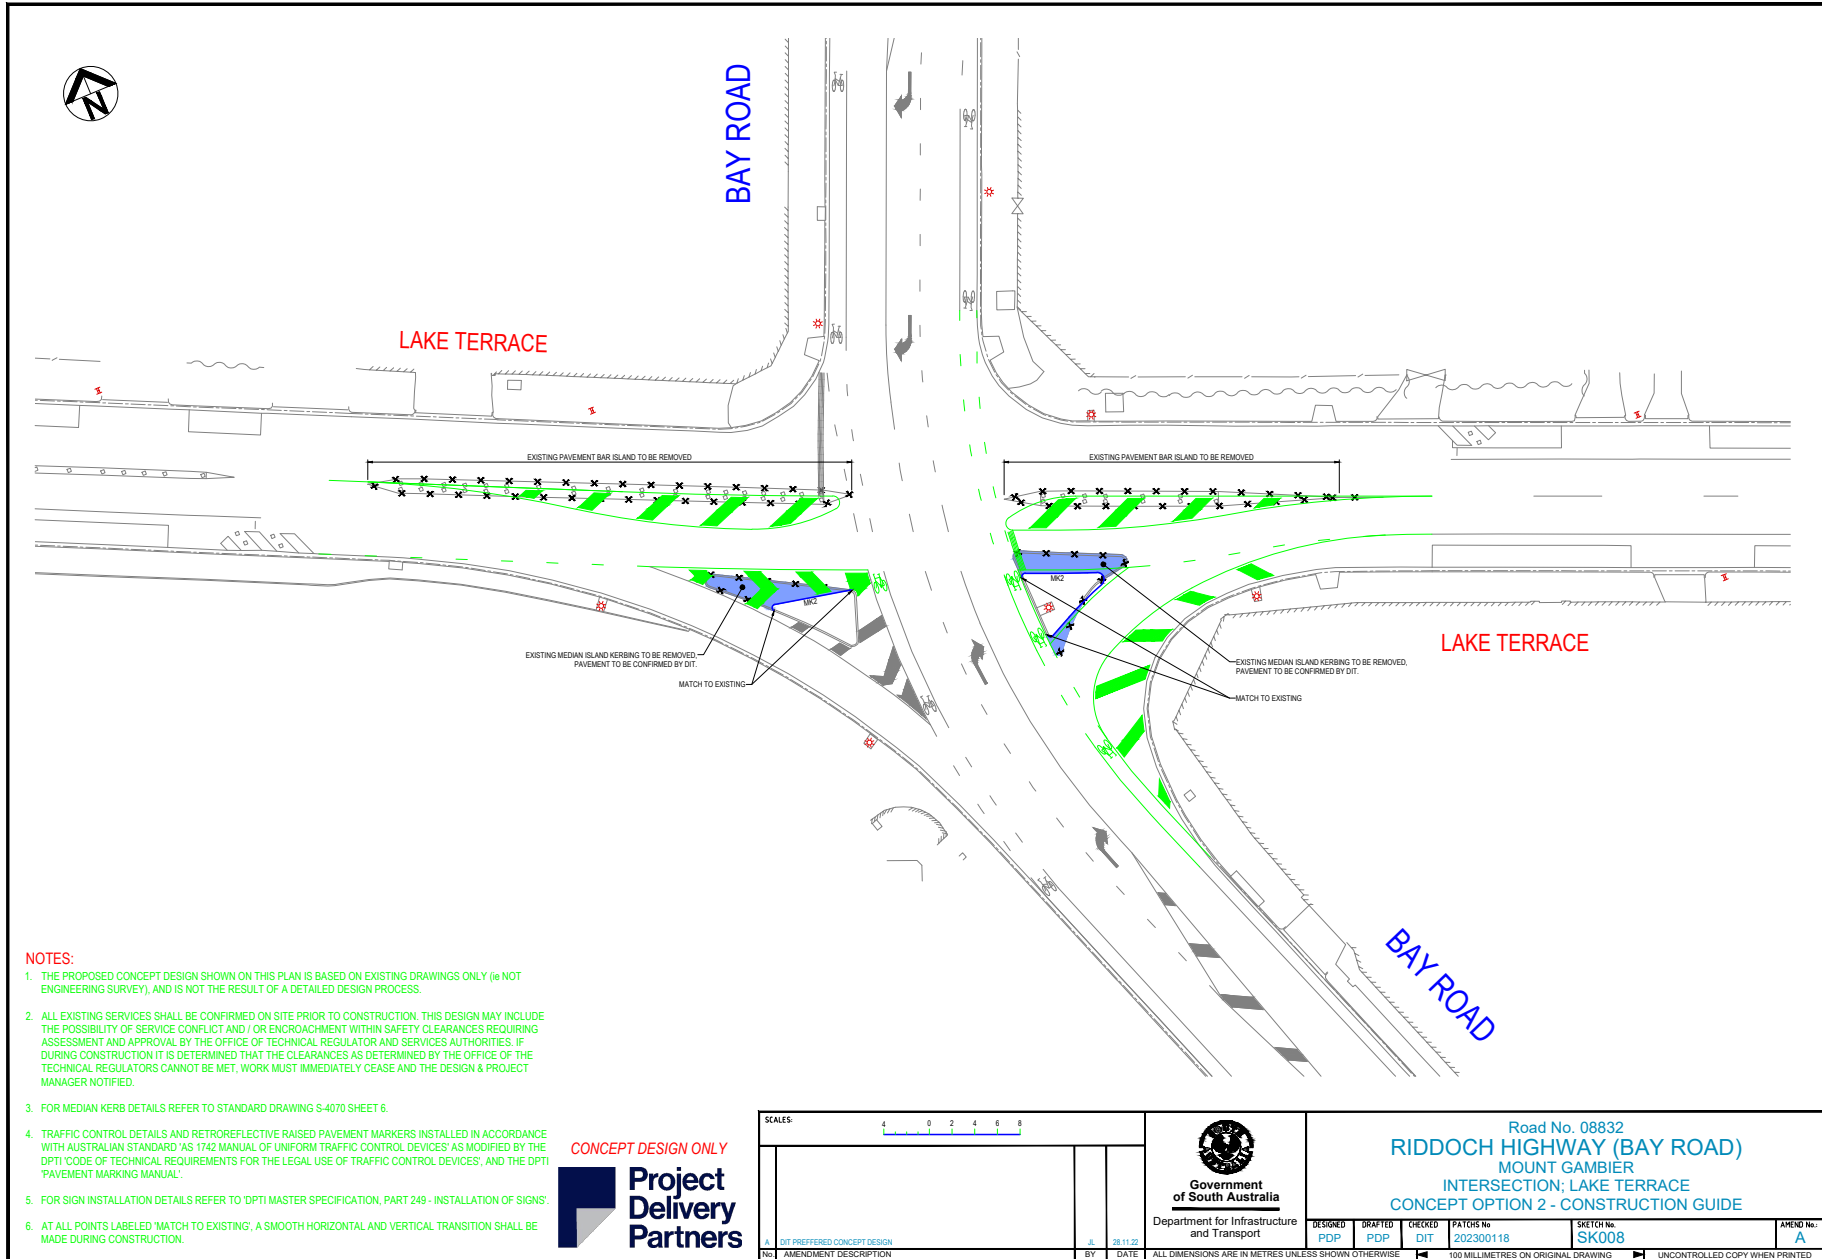 N
BAY ROAD
LAKE TERRACE
EXISTING PAVEMENT BAR ISLAND TO BE REMOVED
EXISTING PAVEMENT BAR ISLAND TO BE REMOVED
MK2
MK2
EXISTING MEDIAN ISLAND KERBING TO BE REMOVED,
PAVEMENT TO BE CONFIRMED BY DIT.
MATCH TO EXISTING
EXISTING MEDIAN ISLAND KERBING TO BE REMOVED,
PAVEMENT TO BE CONFIRMED BY DIT.
MATCH TO EXISTING
LAKE TERRACE
BAY ROAD
NOTES:
1. THE PROPOSED CONCEPT DESIGN SHOWN ON THIS PLAN IS BASED ON EXISTING DRAWINGS ONLY (ie NOT
ENGINEERING SURVEY), AND IS NOT THE RESULT OF A DETAILED DESIGN PROCESS.
2. ALL EXISTING SERVICES SHALL BE CONFIRMED ON SITE PRIOR TO CONSTRUCTION. THIS DESIGN MAY INCLUDE
THE POSSIBILITY OF SERVICE CONFLICT AND / OR ENCROACHMENT WITHIN SAFETY CLEARANCES REQUIRING
ASSESSMENT AND APPROVAL BY THE OFFICE OF TECHNICAL REGULATOR AND SERVICES AUTHORITIES. IF
DURING CONSTRUCTION IT IS DETERMINED THAT THE CLEARANCES AS DETERMINED BY THE OFFICE OF THE
TECHNICAL REGULATORS CANNOT BE MET, WORK MUST IMMEDIATELY CEASE AND THE DESIGN & PROJECT
MANAGER NOTIFIED.
3. FOR MEDIAN KERB DETAILS REFER TO STANDARD DRAWING S-4070 SHEET 6.
4. TRAFFIC CONTROL DETAILS AND RETROREFLECTIVE RAISED PAVEMENT MARKERS INSTALLED IN ACCORDANCE
WITH AUSTRALIAN STANDARD 'AS 1742 MANUAL OF UNIFORM TRAFFIC CONTROL DEVICES' AS MODIFIED BY THE
DPTI 'CODE OF TECHNICAL REQUIREMENTS FOR THE LEGAL USE OF TRAFFIC CONTROL DEVICES', AND THE DPTI
'PAVEMENT MARKING MANUAL'.
5. FOR SIGN INSTALLATION DETAILS REFER TO 'DPTI MASTER SPECIFICATION, PART 249 - INSTALLATION OF SIGNS'.
6. AT ALL POINTS LABELED 'MATCH TO EXISTING', A SMOOTH HORIZONTAL AND VERTICAL TRANSITION SHALL BE
MADE DURING CONSTRUCTION.
CONCEPT DESIGN ONLY
Project
Delivery
Partners
SCALES:
4 0 2 4 6 8
A DIT PREFFERED CONCEPT DESIGN JL 28.11.22
No. AMENDMENT DESCRIPTION BY DATE
Government
of South Australia
Department for Infrastructure
and Transport
Road No. 08832
RIDDOCH HIGHWAY (BAY ROAD)
MOUNT GAMBIER
INTERSECTION; LAKE TERRACE
CONCEPT OPTION 2 - CONSTRUCTION GUIDE
DESIGNED DRAFTED CHECKED PATCHS No SKETCH No. AMEND No.:
PDP PDP DIT 202300118 SK008 A
ALL DIMENSIONS ARE IN METRES UNLESS SHOWN OTHERWISE 100 MILLIMETRES ON ORIGINAL DRAWING UNCONTROLLED COPY WHEN PRINTED